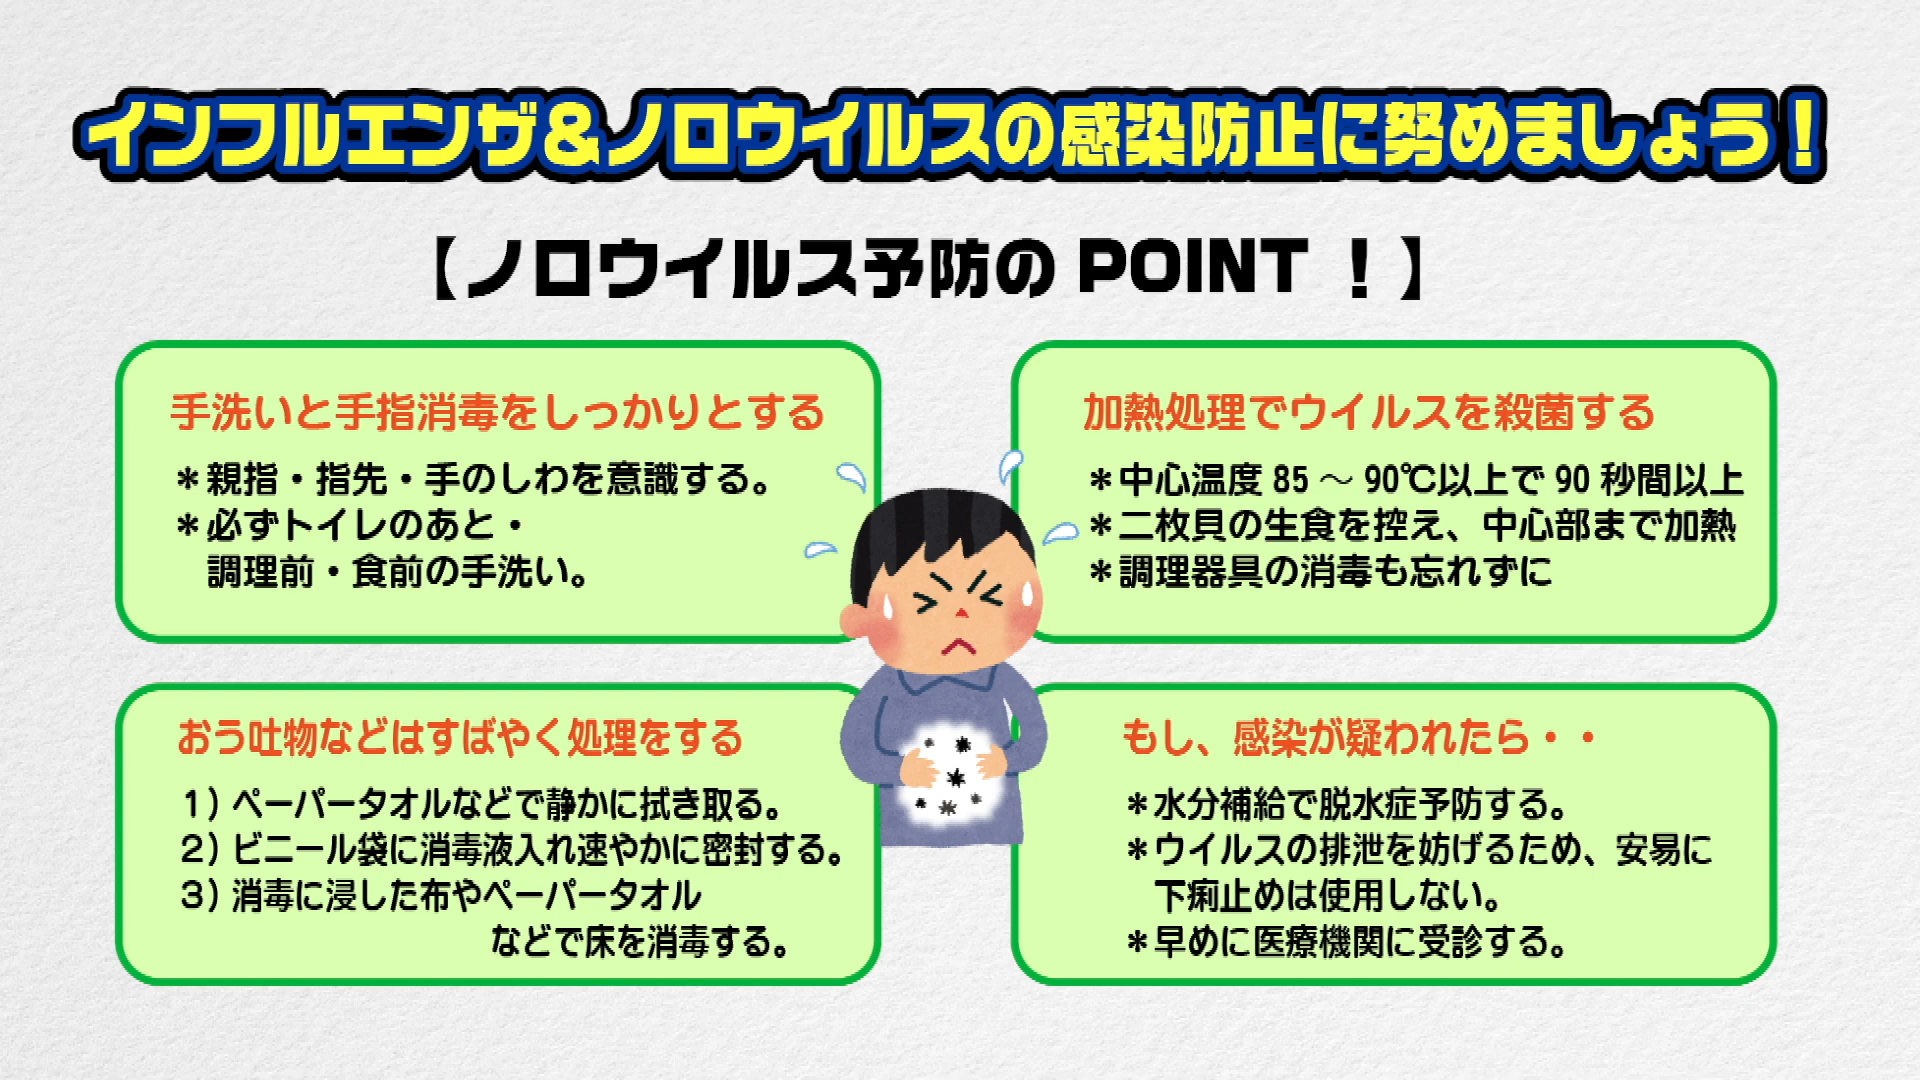 インフルエンザ&ノロウイルスの感染防止に努めましょう！
【ノロウイルス予防の POINT ！】
手洗いと手指消毒をしっかりとする
＊親指・指先・手のしわを意識する。
＊必ずトイレのあと・
調理前・食前の手洗い。
加熱処理でウイルスを殺菌する
＊中心温度 85 ～ 90℃以上で 90 秒間以上
＊二枚貝の生食を控え、中心部まで加熱
＊調理器具の消毒も忘れずに
おう吐物などはすばやく処理をする
1）ペーパータオルなどで静かに拭き取る。
2）ビニール袋に消毒液入れ速やかに密封する。
3）消毒に浸した布やペーパータオル
などで床を消毒する。
もし、感染が疑われたら・・
＊水分補給で脱水症予防する。
＊ウイルスの排泄を妨げるため、安易に
下痢止めは使用しない。
＊早めに医療機関に受診する。